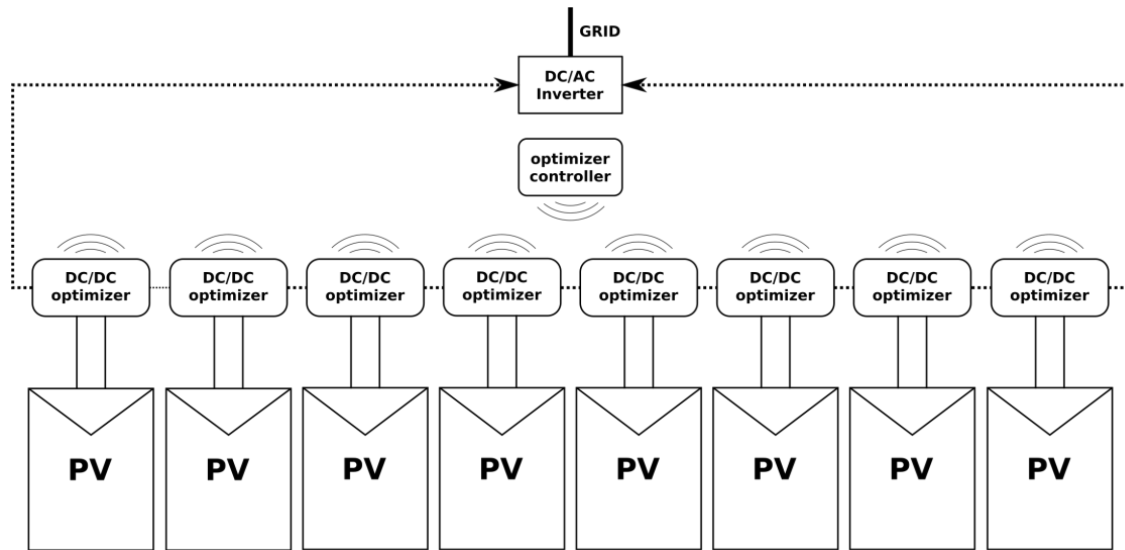 GRID
DC/AC
Inverter
optimizer
controller
DC/DC
optimizer
DC/DC
optimizer
DC/DC
optimizer
DC/DC
optimizer
DC/DC
optimizer
DC/DC
optimizer
DC/DC
optimizer
DC/DC
optimizer
PV
PV
PV
PV
PV
PV
PV
PV